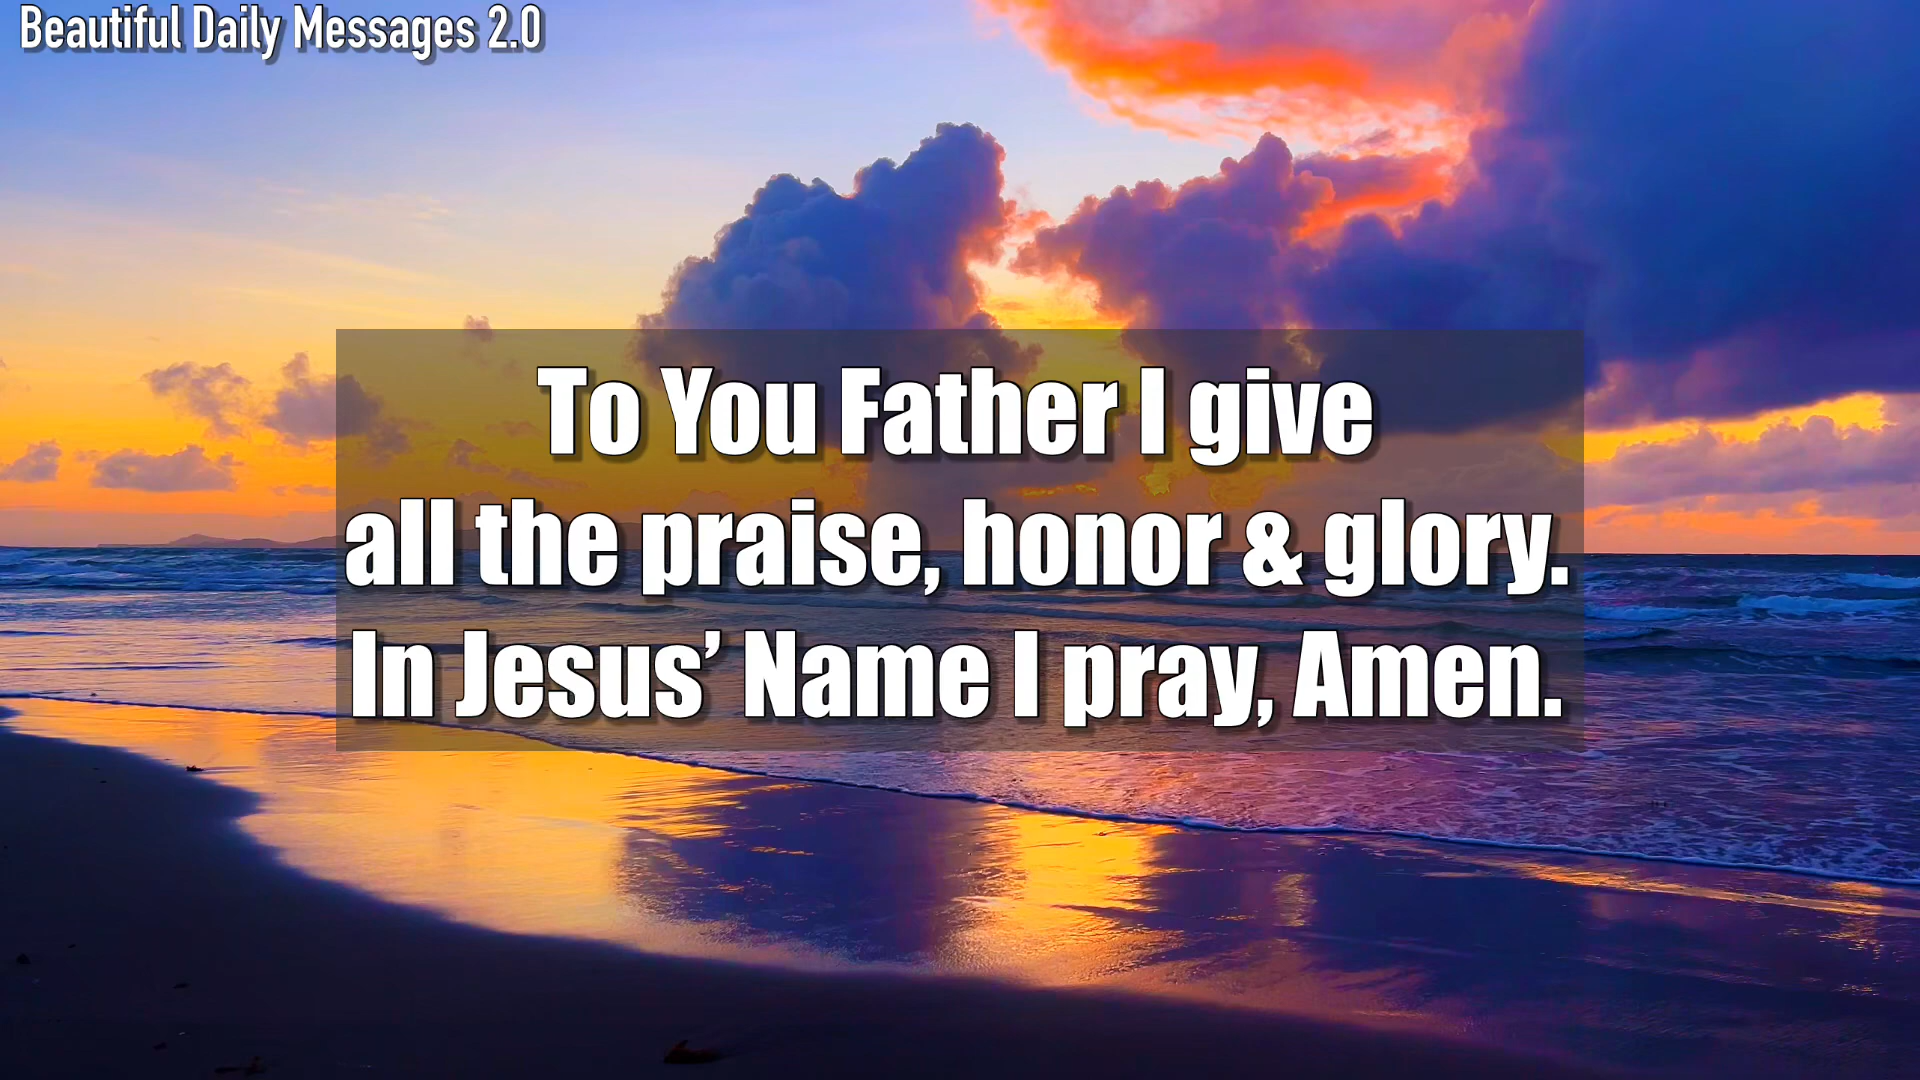 Beautiful Daily Messages 2.0
To You Father I give
all the praise, honor & glory.
In Jesus’ Name I pray, Amen.